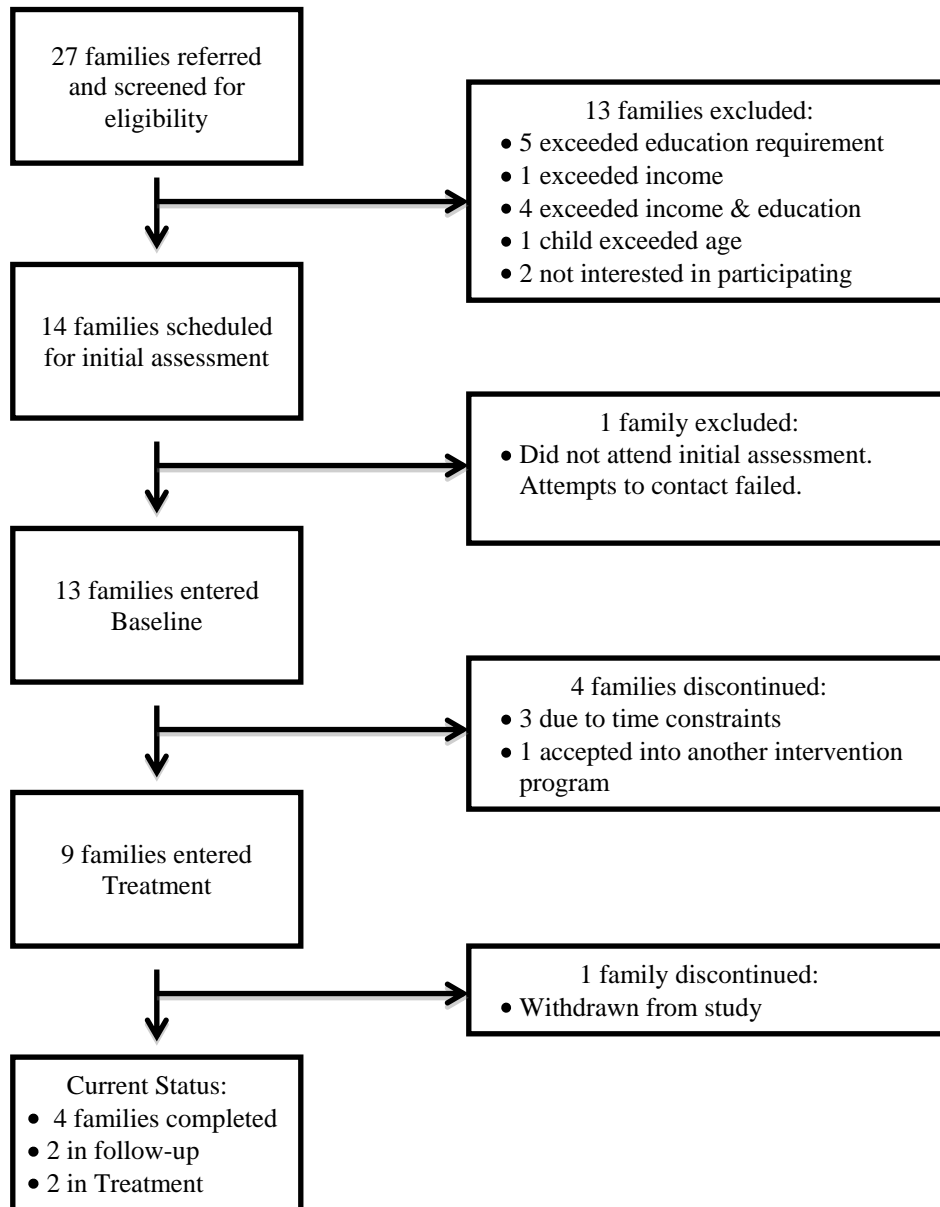 27 families referred
and screened for
eligibility
13 families excluded:
• 5 exceeded education requirement
• 1 exceeded income
• 4 exceeded income & education
• 1 child exceeded age
• 2 not interested in participating
14 families scheduled
for initial assessment
1 family excluded:
• Did not attend initial assessment.
Attempts to contact failed.
13 families entered
Baseline
4 families discontinued:
• 3 due to time constraints
• 1 accepted into another intervention
program
9 families entered
Treatment
1 family discontinued:
• Withdrawn from study
Current Status:
• 4 families completed
• 2 in follow-up
• 2 in Treatment